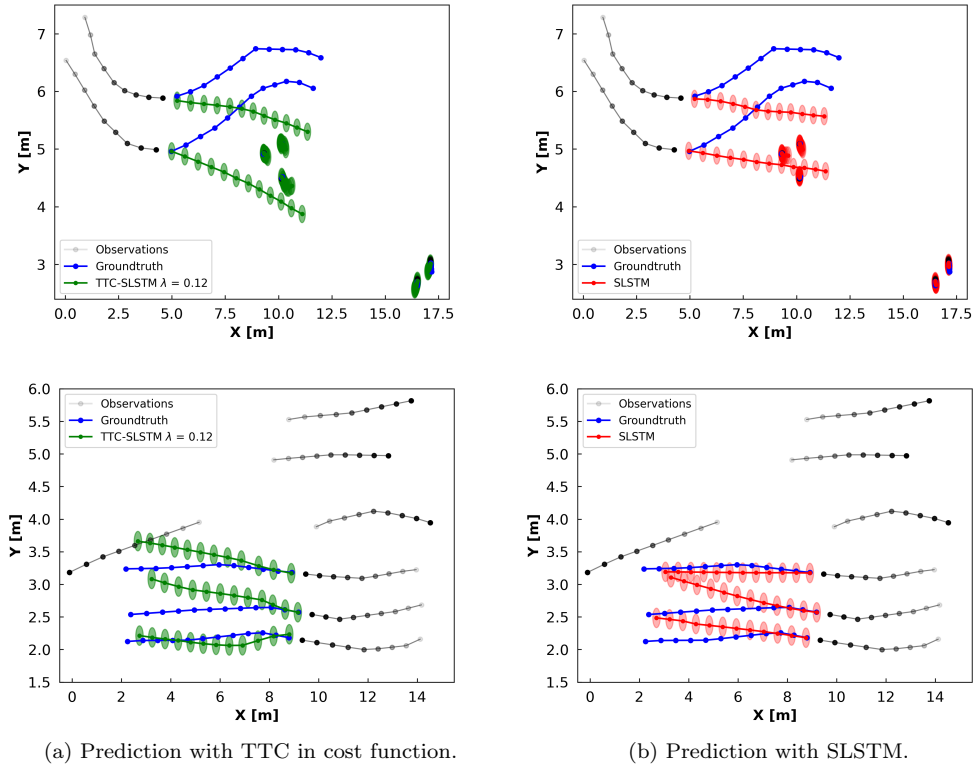 7
6
5
4
3
Y [m]
Observations
Groundtruth
TTC-SLSTM λ = 0.12
0.0 2.5 5.0 7.5 10.0 12.5 15.0 17.5
X [m]
7
6
5
4
3
Y [m]
Observations
Groundtruth
SLSTM
0.0 2.5 5.0 7.5 10.0 12.5 15.0 17.5
X [m]
6.0
5.5
5.0
4.5
4.0
3.5
3.0
2.5
2.0
1.5
Y [m]
Observations
Groundtruth
TTC-SLSTM λ = 0.12
0 2 4 6 8 10 12 14
X [m]
6.0
5.5
5.0
4.5
4.0
3.5
3.0
2.5
2.0
1.5
Y [m]
Observations
Groundtruth
SLSTM
0 2 4 6 8 10 12 14
X [m]
(a) Prediction with TTC in cost function.
(b) Prediction with SLSTM.